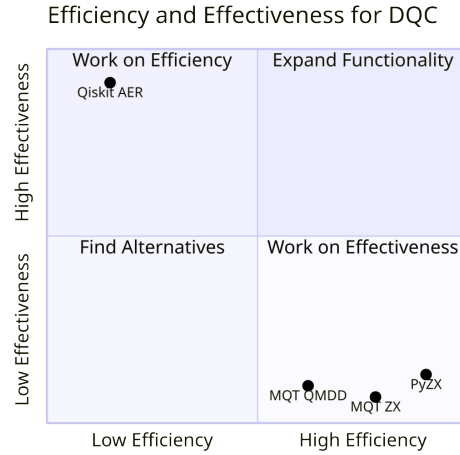 Efficiency and Effectiveness for DQC
Work on Efficiency
Expand Functionality
Qiskit AER
High Effectiveness
Find Alternatives
Work on Effectiveness
Low Effectiveness
PyZX
MQT QMDD
MQT ZX
Low Efficiency
High Efficiency